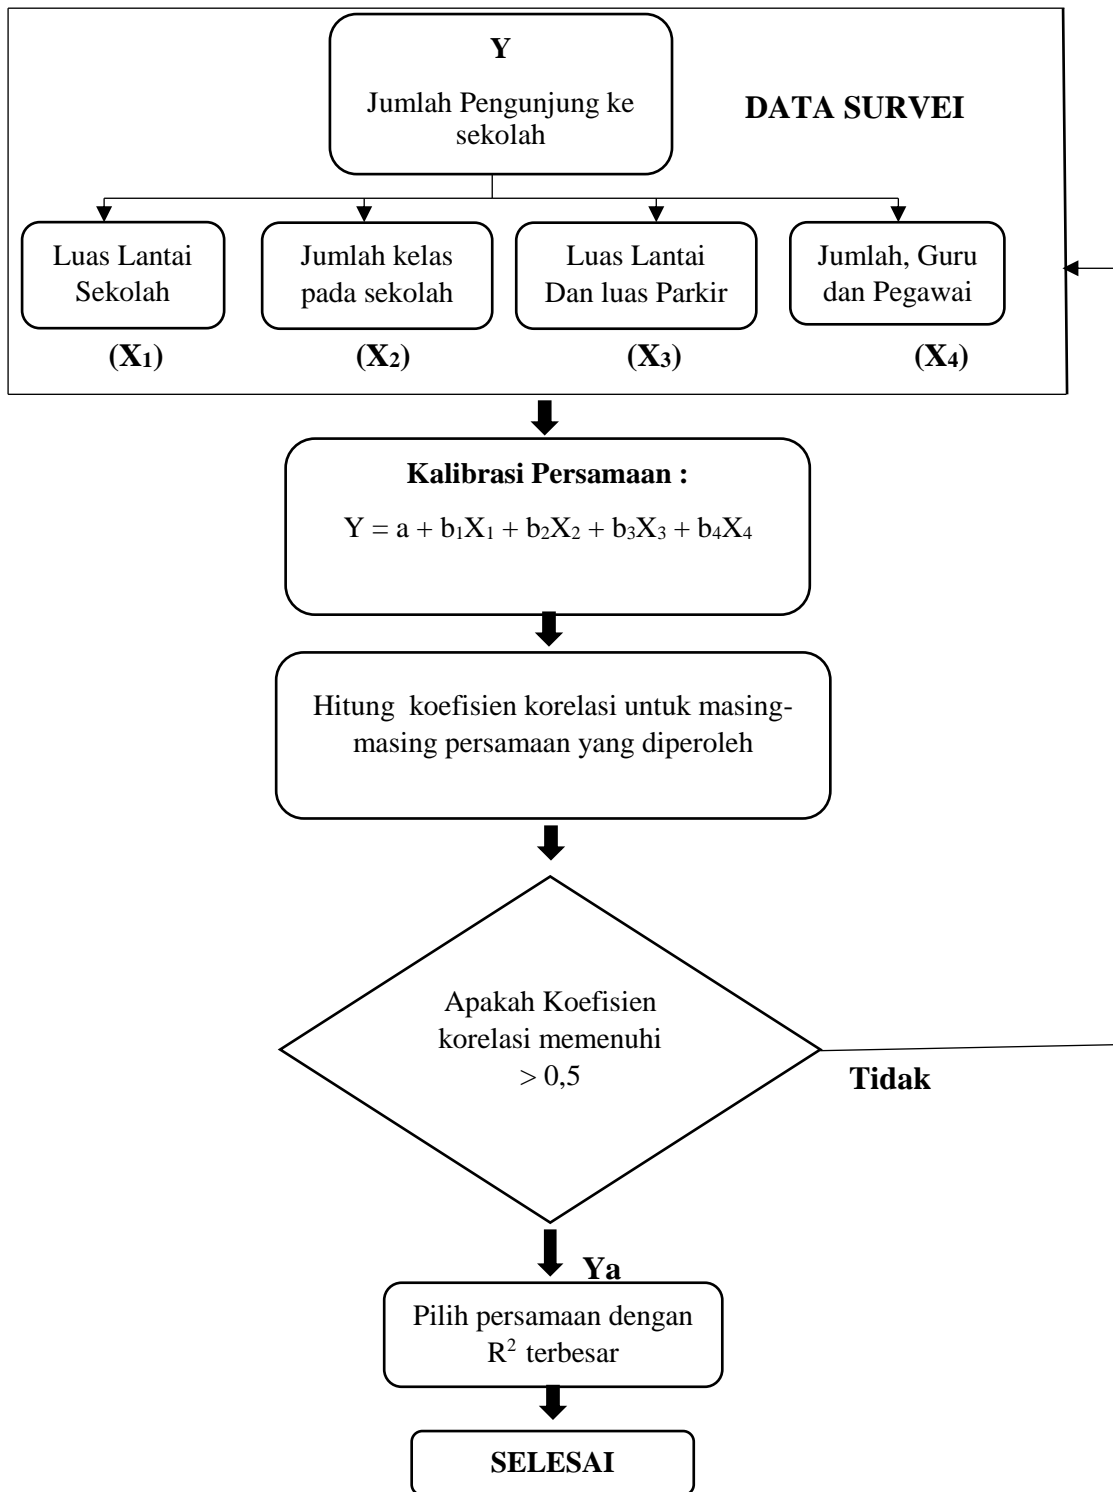 Y
Jumlah Pengunjung ke
sekolah
DATA SURVEI
Luas Lantai
Sekolah
Jumlah kelas
pada sekolah
Luas Lantai
Dan luas Parkir
Jumlah, Guru
dan Pegawai
(X₁)
(X₂)
(X₃)
(X₄)
Kalibrasi Persamaan :
Y = a + b₁X₁ + b₂X₂ + b₃X₃ + b₄X₄
Hitung koefisien korelasi untuk masing-
masing persamaan yang diperoleh
Apakah Koefisien
korelasi memenuhi
> 0,5
Tidak
Ya
Pilih persamaan dengan
R² terbesar
SELESAI